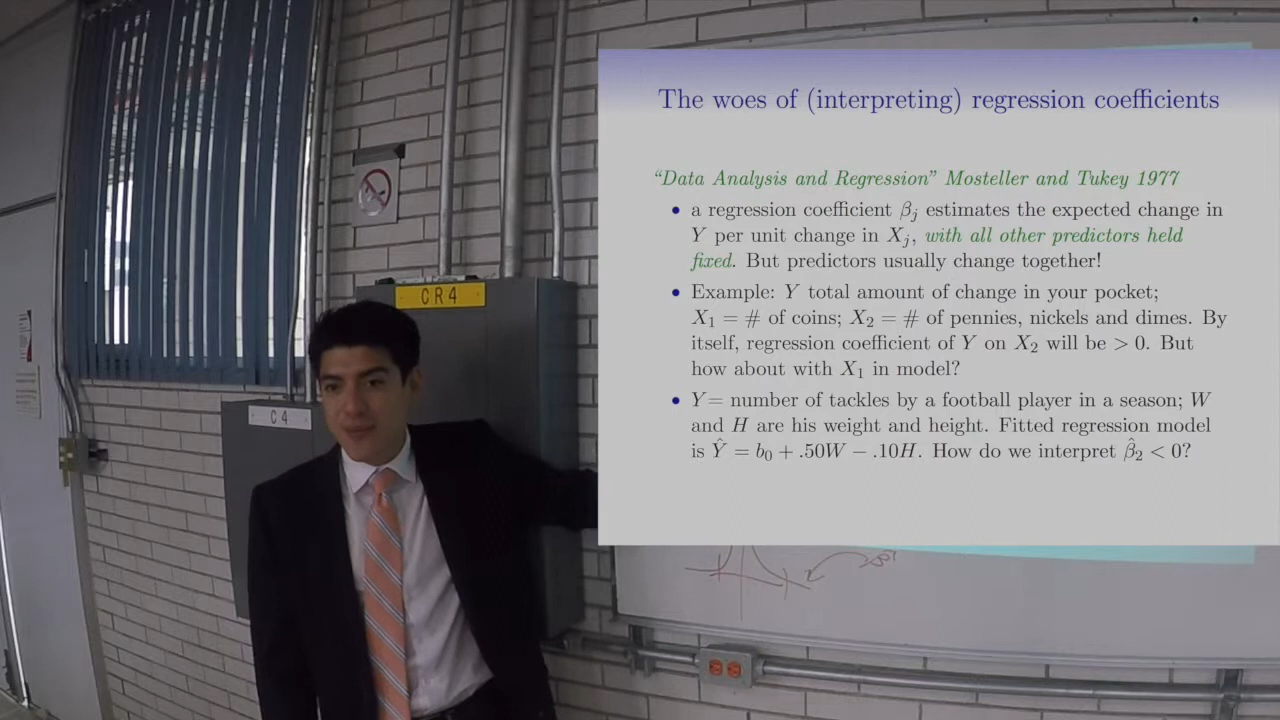 The woes of (interpreting) regression coefficients
“Data Analysis and Regression” Mosteller and Tukey 1977
• a regression coefficient βⱼ estimates the expected change in
Y per unit change in Xⱼ, with all other predictors held
fixed. But predictors usually change together!
• Example: Y total amount of change in your pocket;
X₁ = # of coins; X₂ = # of pennies, nickels and dimes. By
itself, regression coefficient of Y on X₂ will be > 0. But
how about with X₁ in model?
• Y = number of tackles by a football player in a season; W
and H are his weight and height. Fitted regression model
is Ŷ = b₀ + .50W − .10H. How do we interpret β̂₂ < 0?
CR4
C4